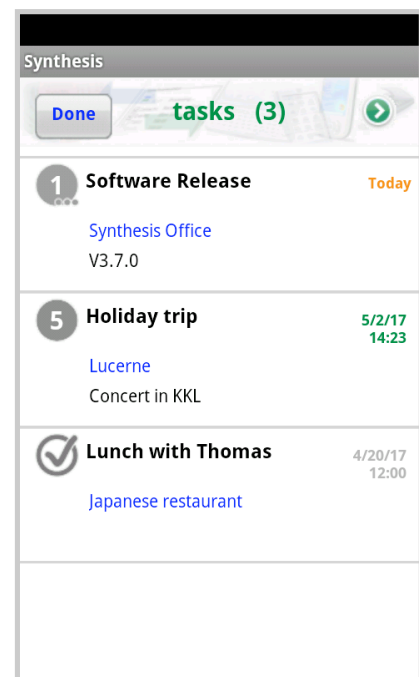 Synthesis
Done
tasks (3)
1
Software Release
Today
Synthesis Office
V3.7.0
5
Holiday trip
5/2/17
14:23
Lucerne
Concert in KKL
Lunch with Thomas
4/20/17
12:00
Japanese restaurant